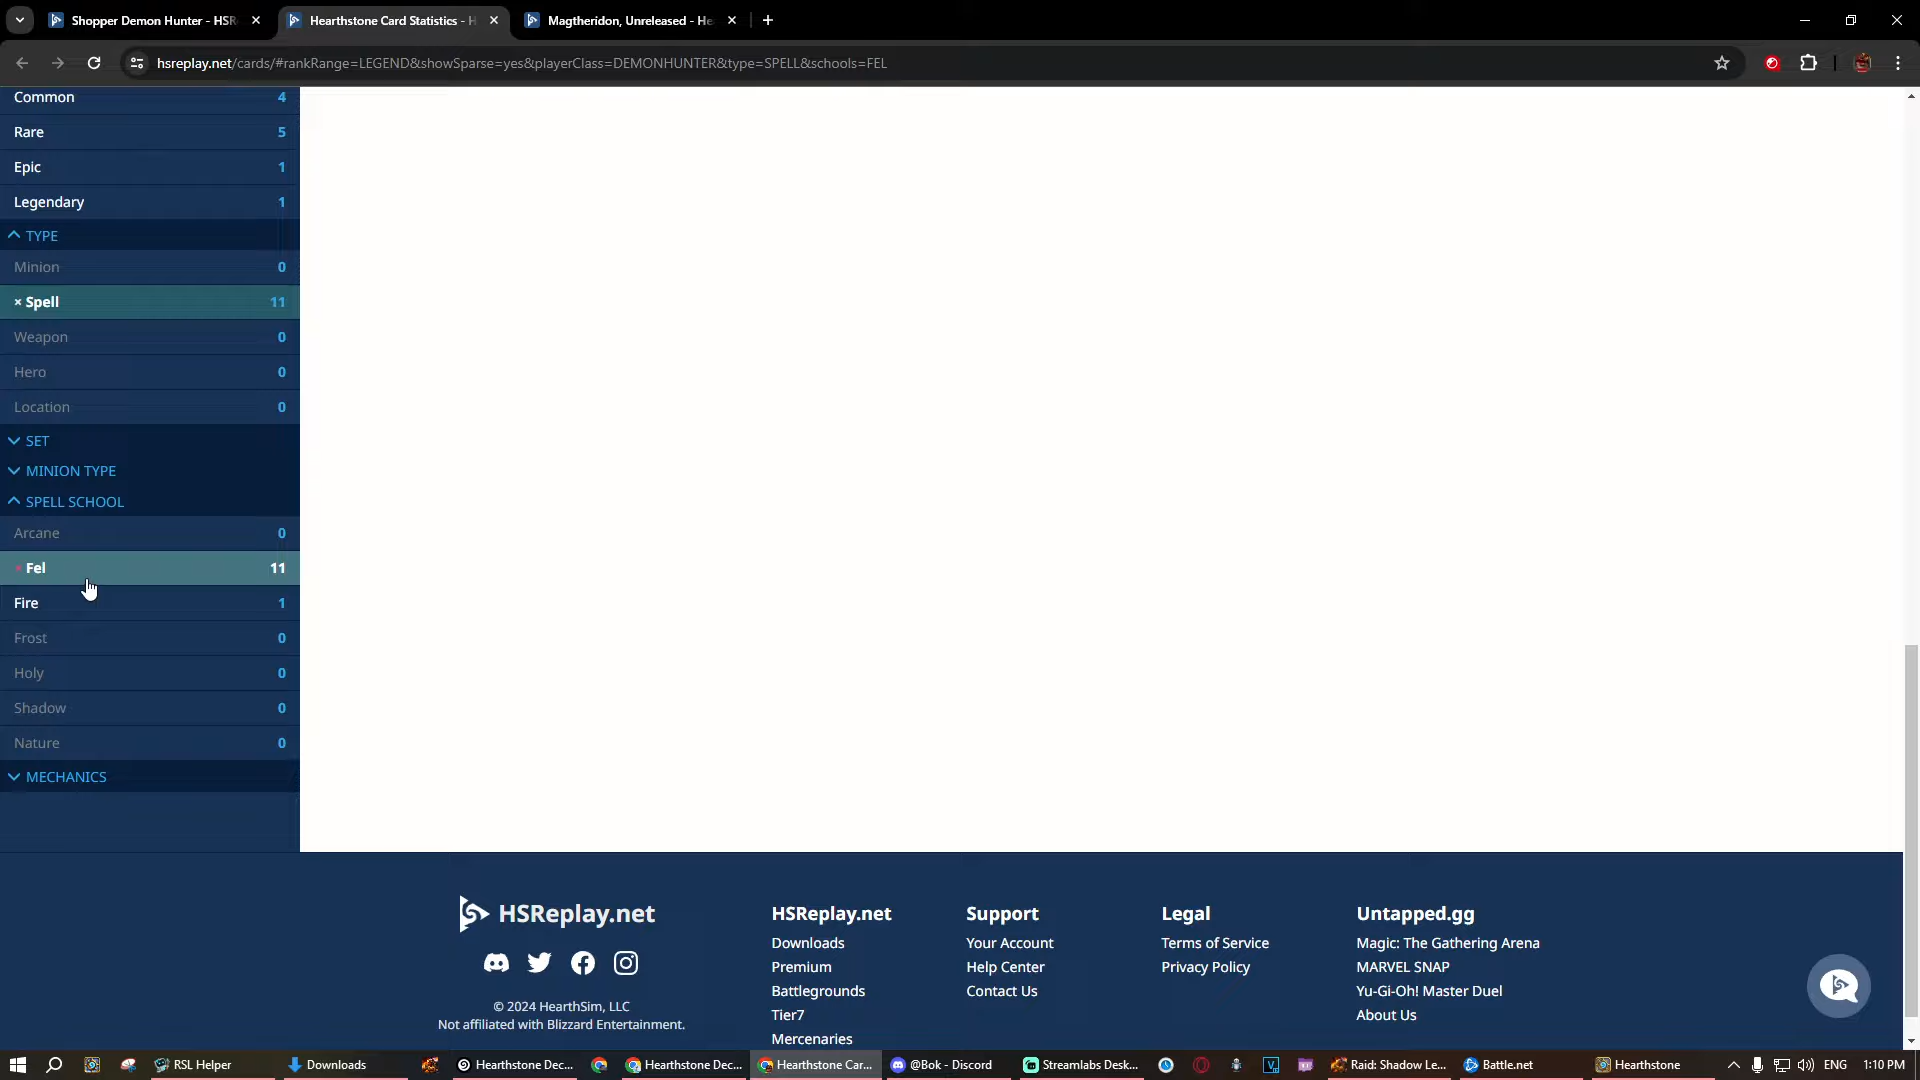 Shopper Demon Hunter - HSR
Hearthstone Card Statistics - H
Magtheridon, Unreleased - He
hsreplay.net/cards/#rankRange=LEGEND&showSparse=yes&playerClass=DEMONHUNTER&type=SPELL&schools=FEL
Common 4
Rare 5
Epic 1
Legendary 1
TYPE
Minion 0
× Spell 11
Weapon 0
Hero 0
Location 0
SET
MINION TYPE
SPELL SCHOOL
Arcane 0
× Fel 11
Fire 1
Frost 0
Holy 0
Shadow 0
Nature 0
MECHANICS
HSReplay.net
© 2024 HearthSim, LLC
Not affiliated with Blizzard Entertainment.
HSReplay.net
Downloads
Premium
Battlegrounds
Tier7
Mercenaries
Support
Your Account
Help Center
Contact Us
Legal
Terms of Service
Privacy Policy
Untapped.gg
Magic: The Gathering Arena
MARVEL SNAP
Yu-Gi-Oh! Master Duel
About Us
RSL Helper
Downloads
Hearthstone Dec...
Hearthstone Dec...
Hearthstone Car...
@Bok - Discord
Streamlabs Desk...
Raid: Shadow Le...
Battle.net
Hearthstone
ENG
1:10 PM